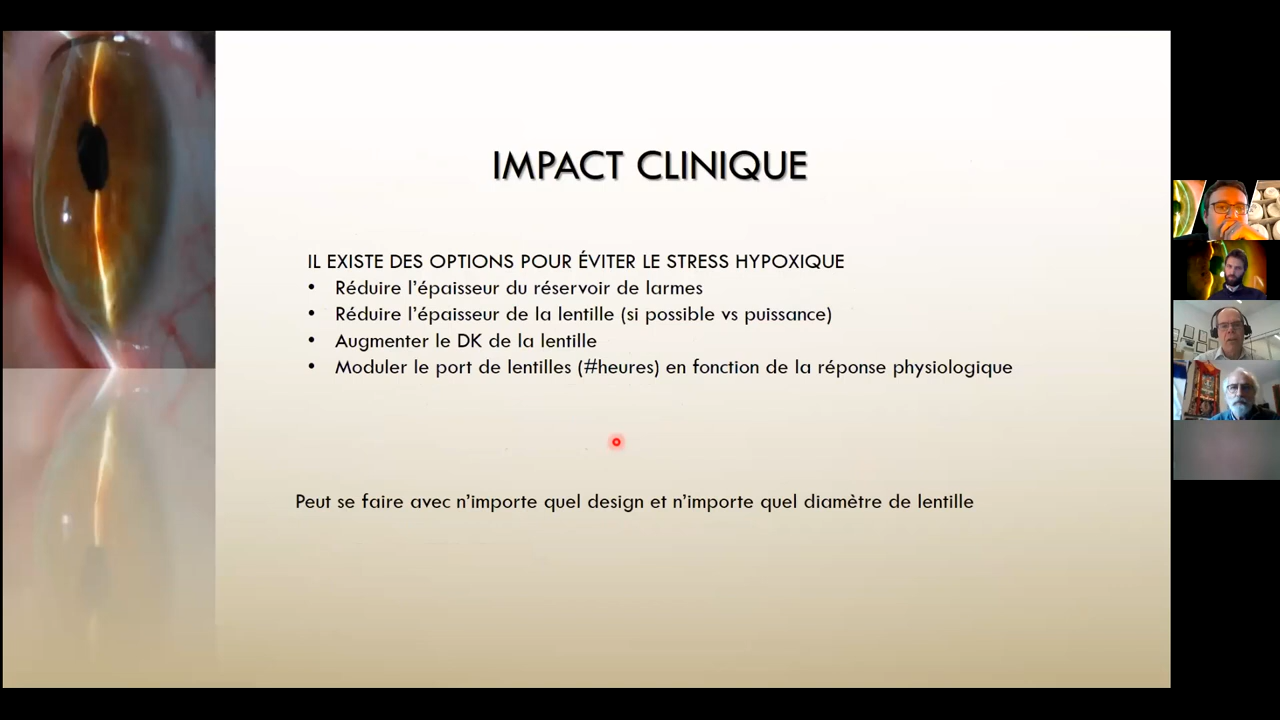 IMPACT CLINIQUE
IL EXISTE DES OPTIONS POUR ÉVITER LE STRESS HYPOXIQUE
• Réduire l’épaisseur du réservoir de larmes
• Réduire l’épaisseur de la lentille (si possible vs puissance)
• Augmenter le DK de la lentille
• Moduler le port de lentilles (#heures) en fonction de la réponse physiologique
Peut se faire avec n’importe quel design et n’importe quel diamètre de lentille